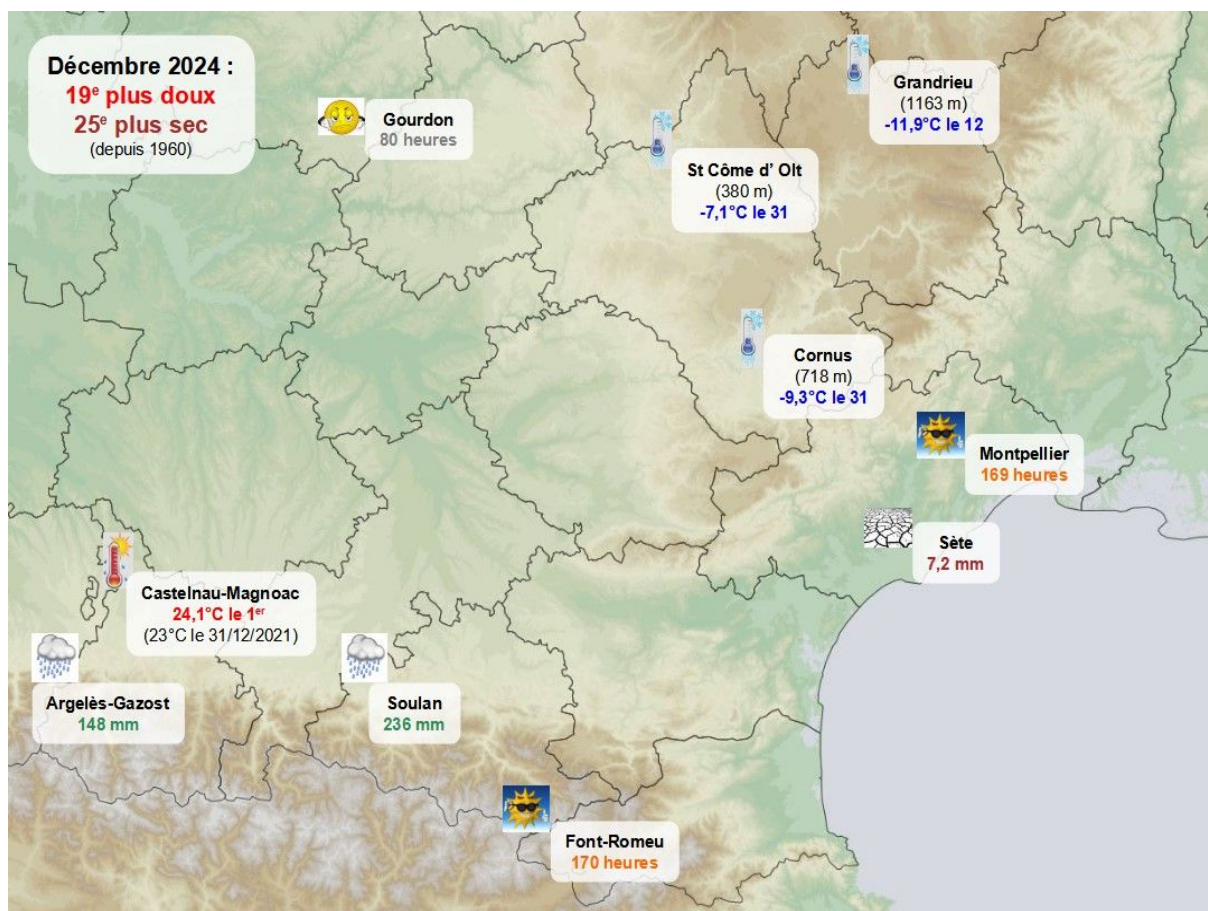 Décembre 2024 :
19e plus doux
25e plus sec
(depuis 1960)
Gourdon
80 heures
Grandrieu
(1163 m)
-11,9°C le 12
St Côme d' Olt
(380 m)
-7,1°C le 31
Cornus
(718 m)
-9,3°C le 31
Montpellier
169 heures
Sète
7,2 mm
Castelnau-Magnoac
24,1°C le 1er
(23°C le 31/12/2021)
Argelès-Gazost
148 mm
Soulan
236 mm
Font-Romeu
170 heures